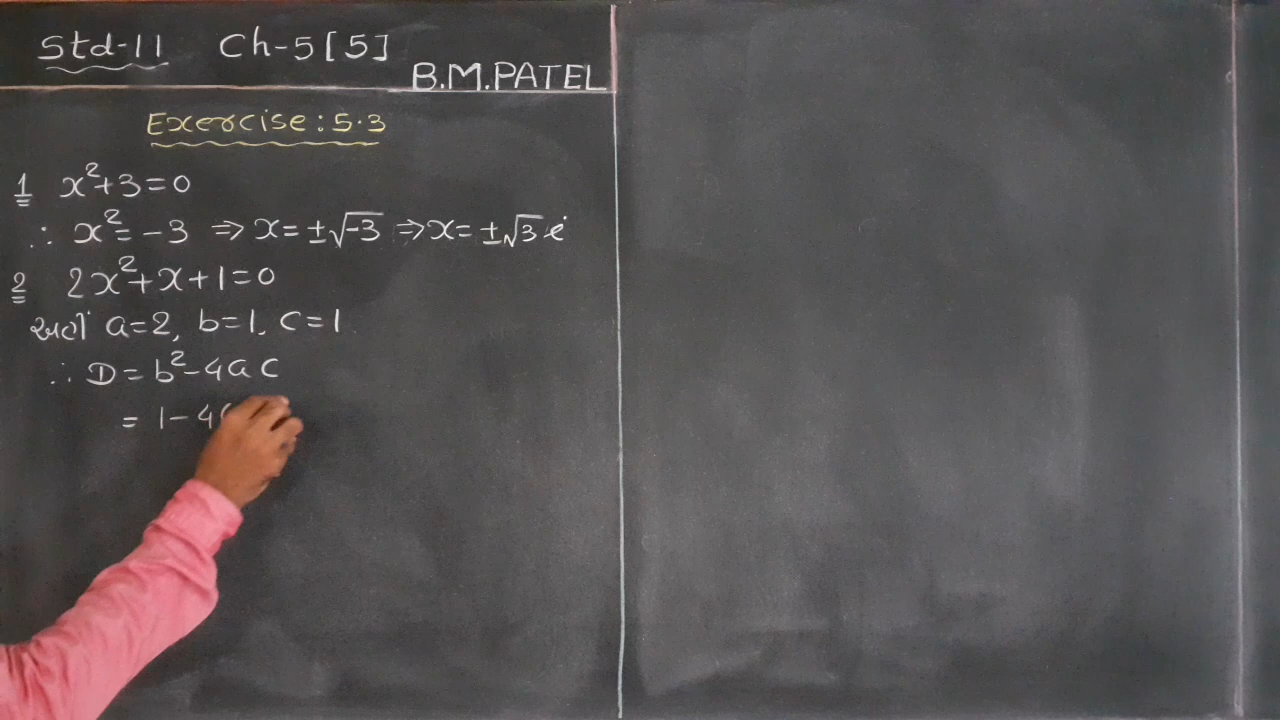 Std-11 Ch-5[5]
B.M.PATEL
Exercise: 5.3
1 x²+3=0
∴ x²=-3 ⇒ x=±√-3 ⇒ x=±√3 i
2 2x²+x+1=0
અહીં a=2, b=1, c=1
∴ D=b²-4ac
= 1-4(